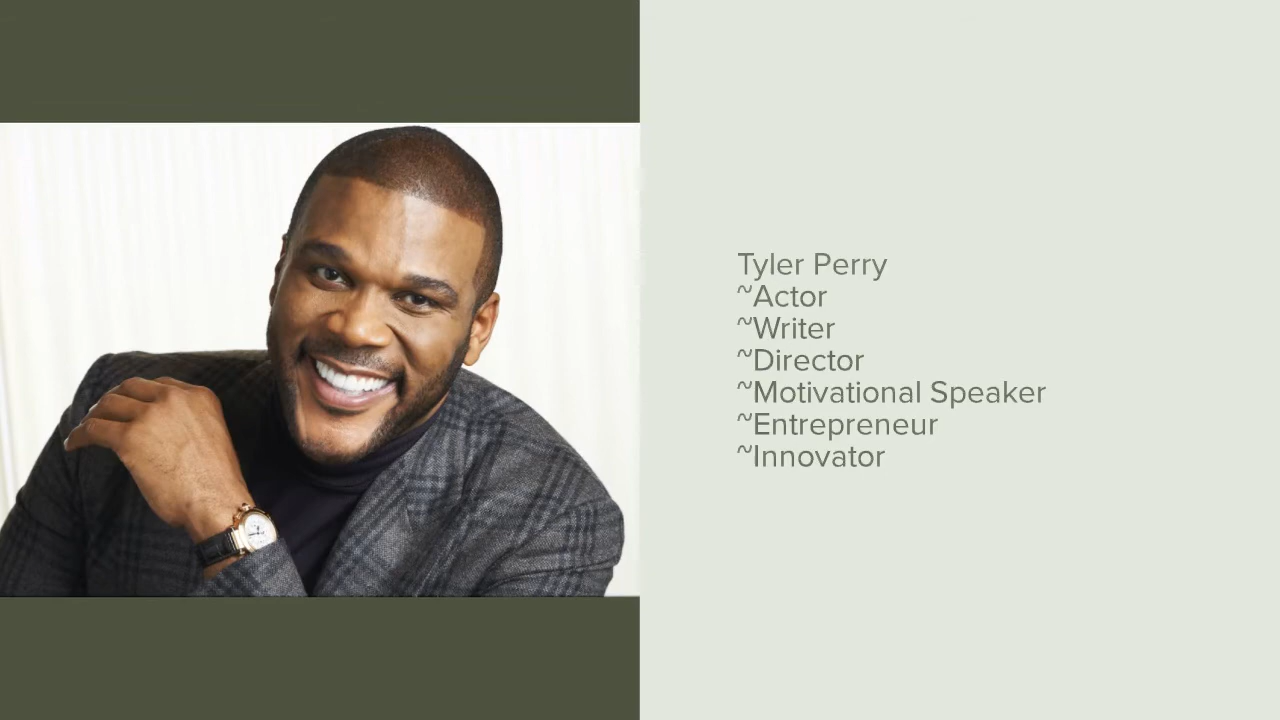 Tyler Perry
~Actor
~Writer
~Director
~Motivational Speaker
~Entrepreneur
~Innovator